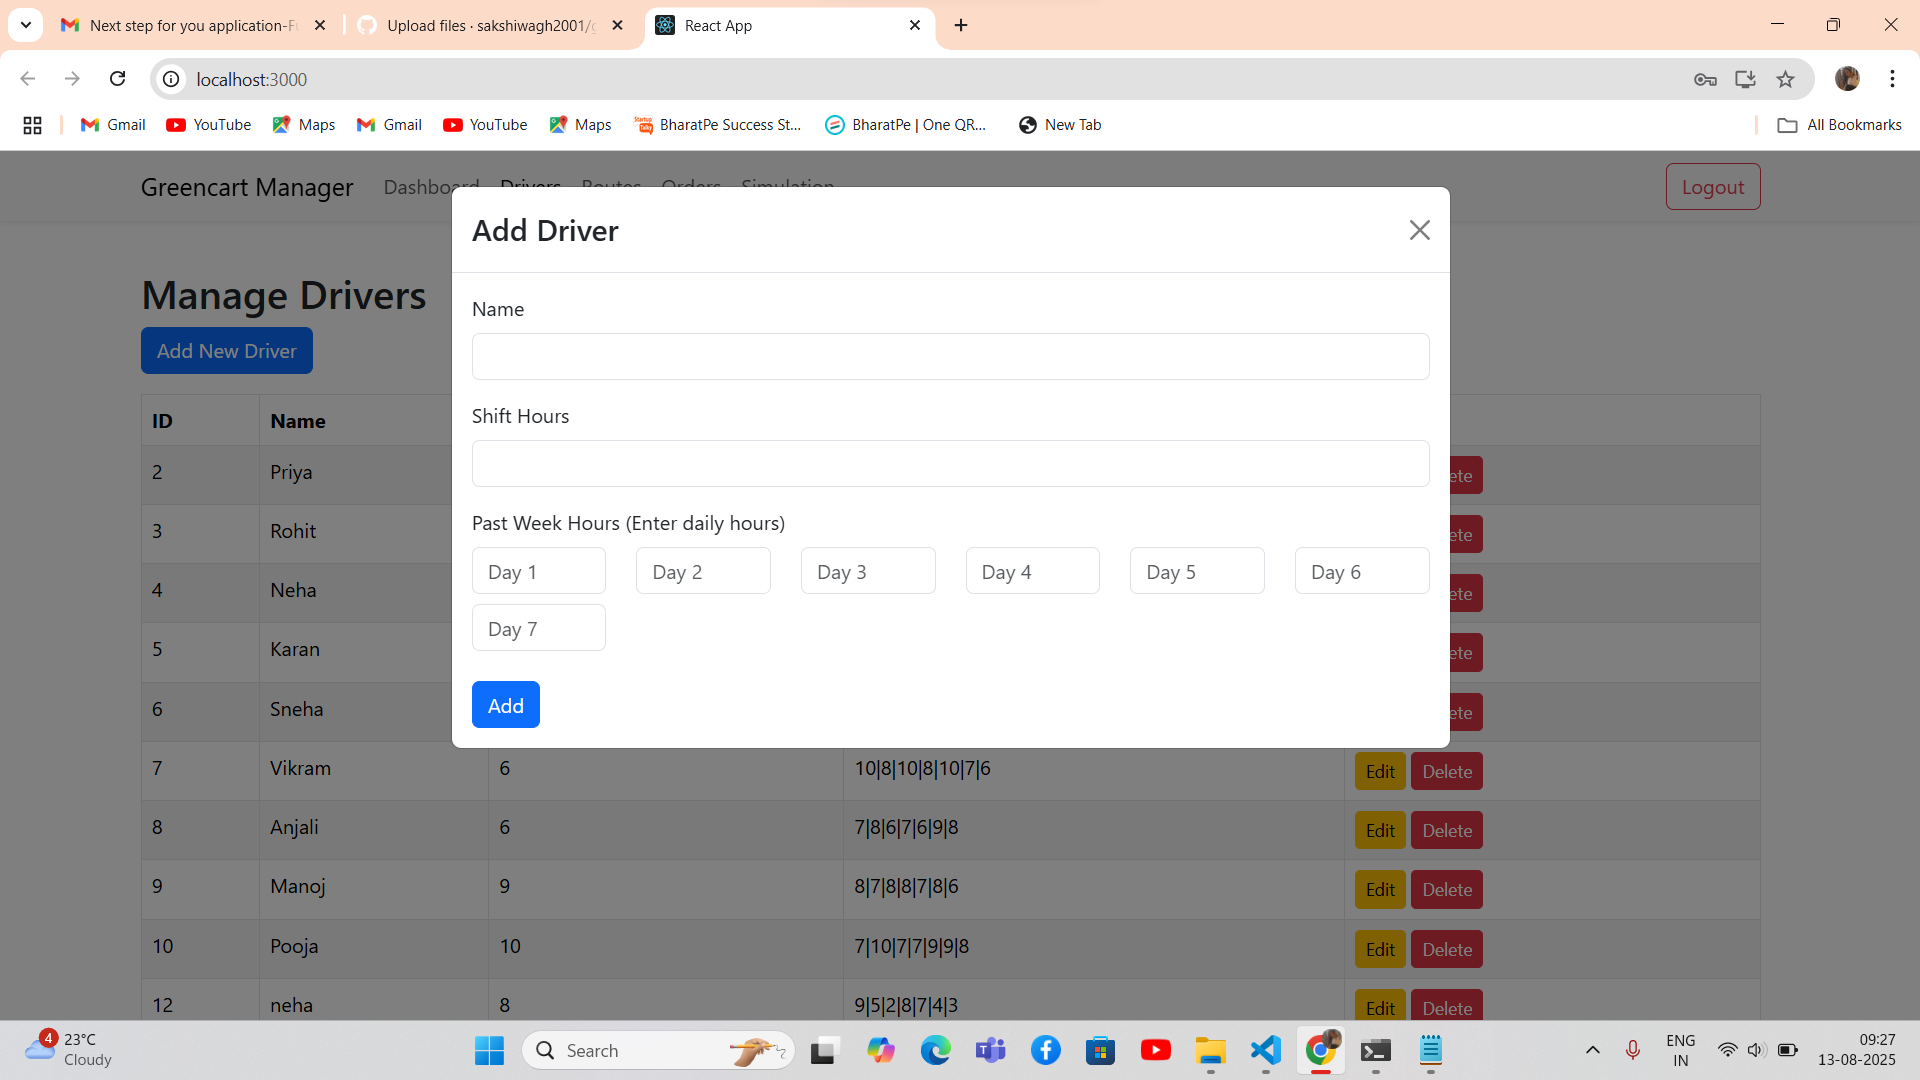 Next step for you application-F
Upload files · sakshiwagh2001/g
React App
localhost:3000
Gmail
YouTube
Maps
Gmail
YouTube
Maps
BharatPe Success St...
BharatPe | One QR...
New Tab
All Bookmarks
Greencart Manager
Dashboard
Drivers
Routes
Orders
Simulation
Logout
Add Driver
Manage Drivers
Add New Driver
Name
Shift Hours
Past Week Hours (Enter daily hours)
Day 1
Day 2
Day 3
Day 4
Day 5
Day 6
Day 7
Add
ID Name
2 Priya ete
3 Rohit ete
4 Neha ete
5 Karan ete
6 Sneha ete
7 Vikram 6 10|8|10|8|10|7|6 Edit Delete
8 Anjali 6 7|8|6|7|6|9|8 Edit Delete
9 Manoj 9 8|7|8|8|7|8|6 Edit Delete
10 Pooja 10 7|10|7|7|9|9|8 Edit Delete
12 neha 8 9|5|2|8|7|4|3 Edit Delete
4
23°C
Cloudy
Search
ENG
IN
09:27
13-08-2025